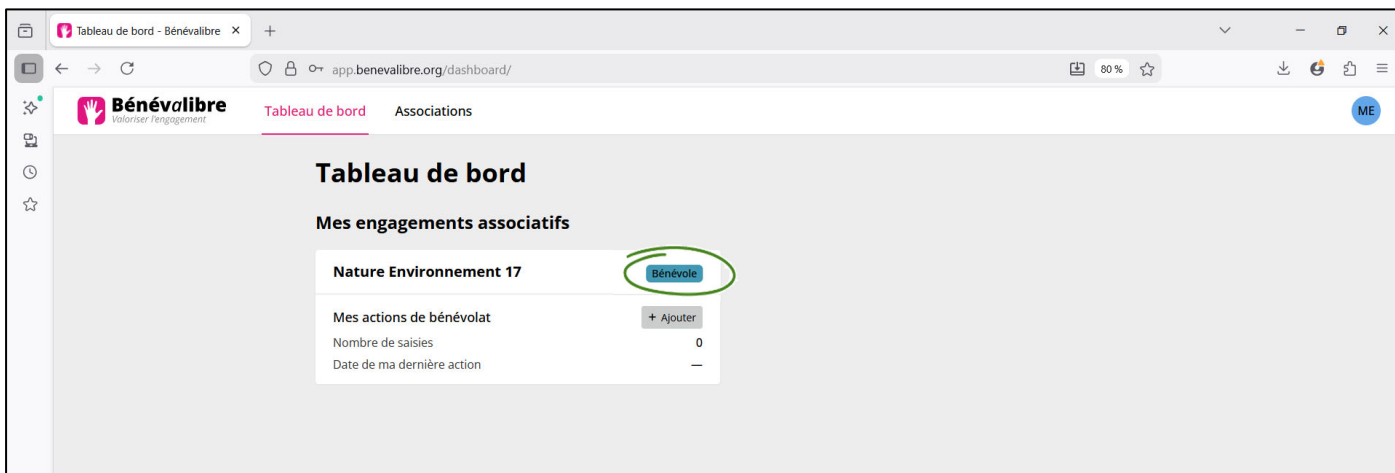 Tableau de bord - Bénévalibre
app.benevalibre.org/dashboard/
80 %
Bénévalibre
Valoriser l'engagement
Tableau de bord
Associations
ME
Tableau de bord
Mes engagements associatifs
Nature Environnement 17
Bénévole
Mes actions de bénévolat
+ Ajouter
Nombre de saisies
0
Date de ma dernière action
—